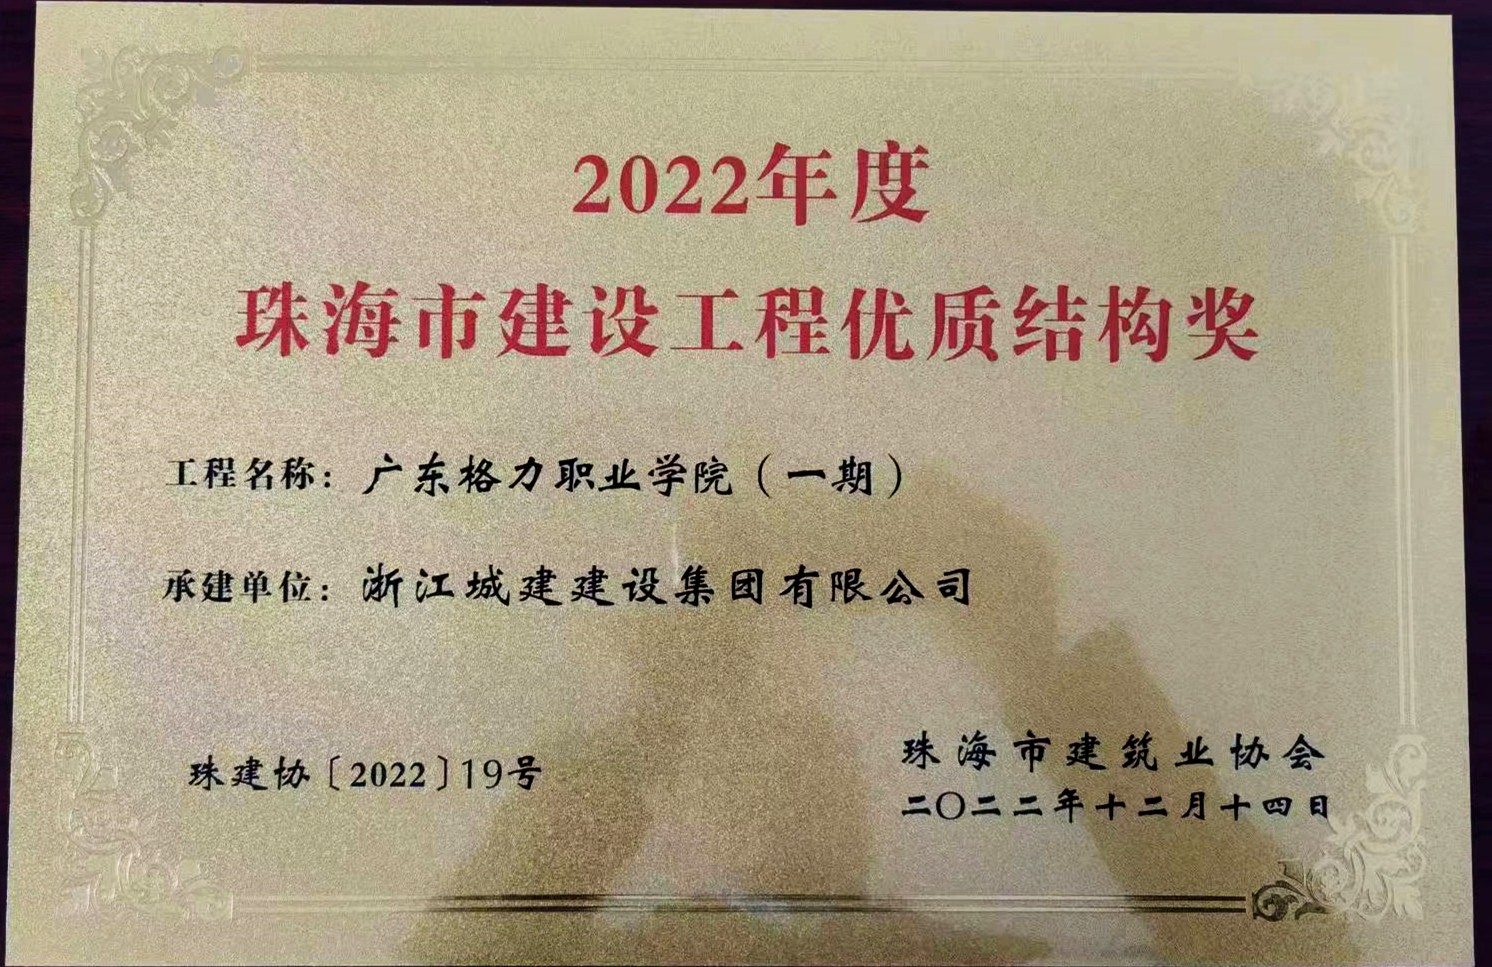 2022年度
珠海市建设工程优质结构奖
工程名称：广东格力职业学院（一期）
承建单位：浙江城建建设集团有限公司
珠建协〔2022〕19号
珠海市建筑业协会
二〇二二年十二月十四日